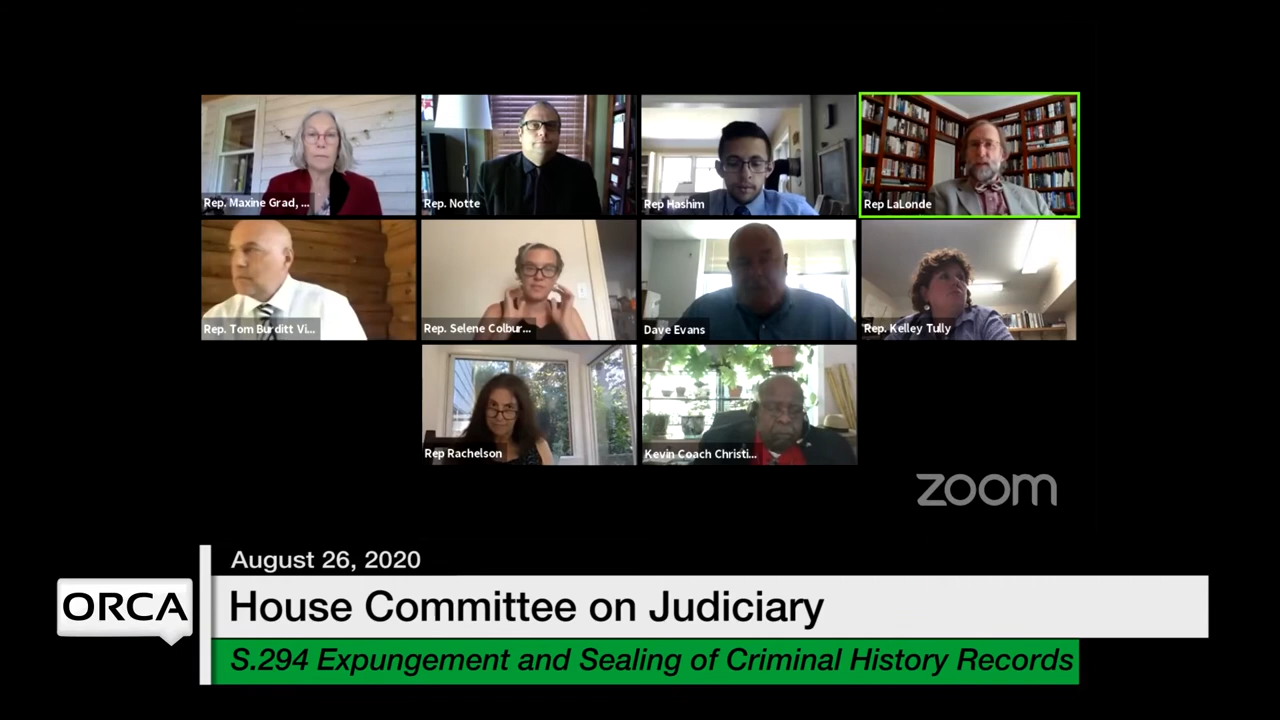 Rep. Maxine Grad, ...
Rep. Notte
Rep Hashim
Rep LaLonde
Rep. Tom Burditt Vi...
Rep. Selene Colbur...
Dave Evans
Rep. Kelley Tully
Rep Rachelson
Kevin Coach Christi...
zoom
August 26, 2020
ORCA
House Committee on Judiciary
S.294 Expungement and Sealing of Criminal History Records